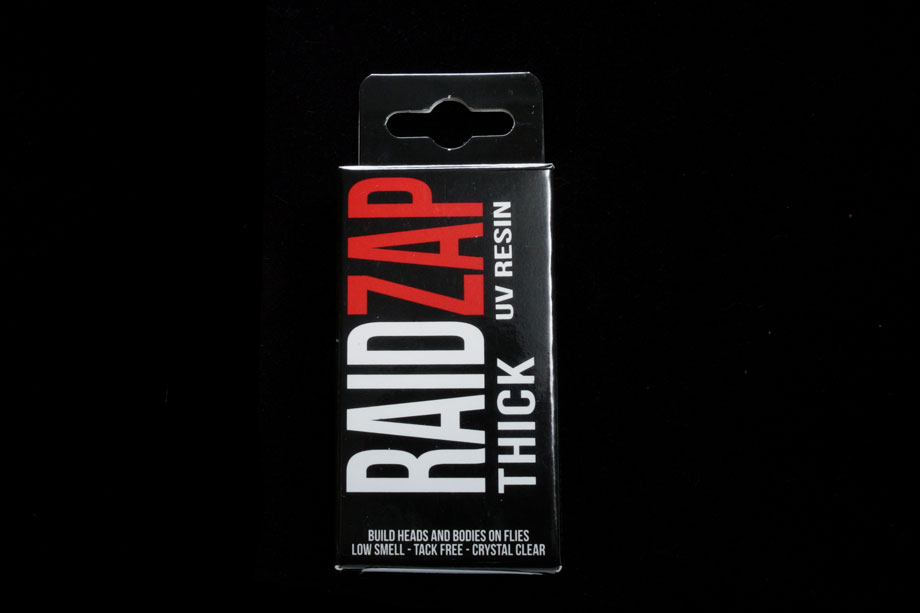 RAIDZAP
THICK UV RESIN
BUILD HEADS AND BODIES ON FLIES
LOW SMELL - TACK FREE - CRYSTAL CLEAR